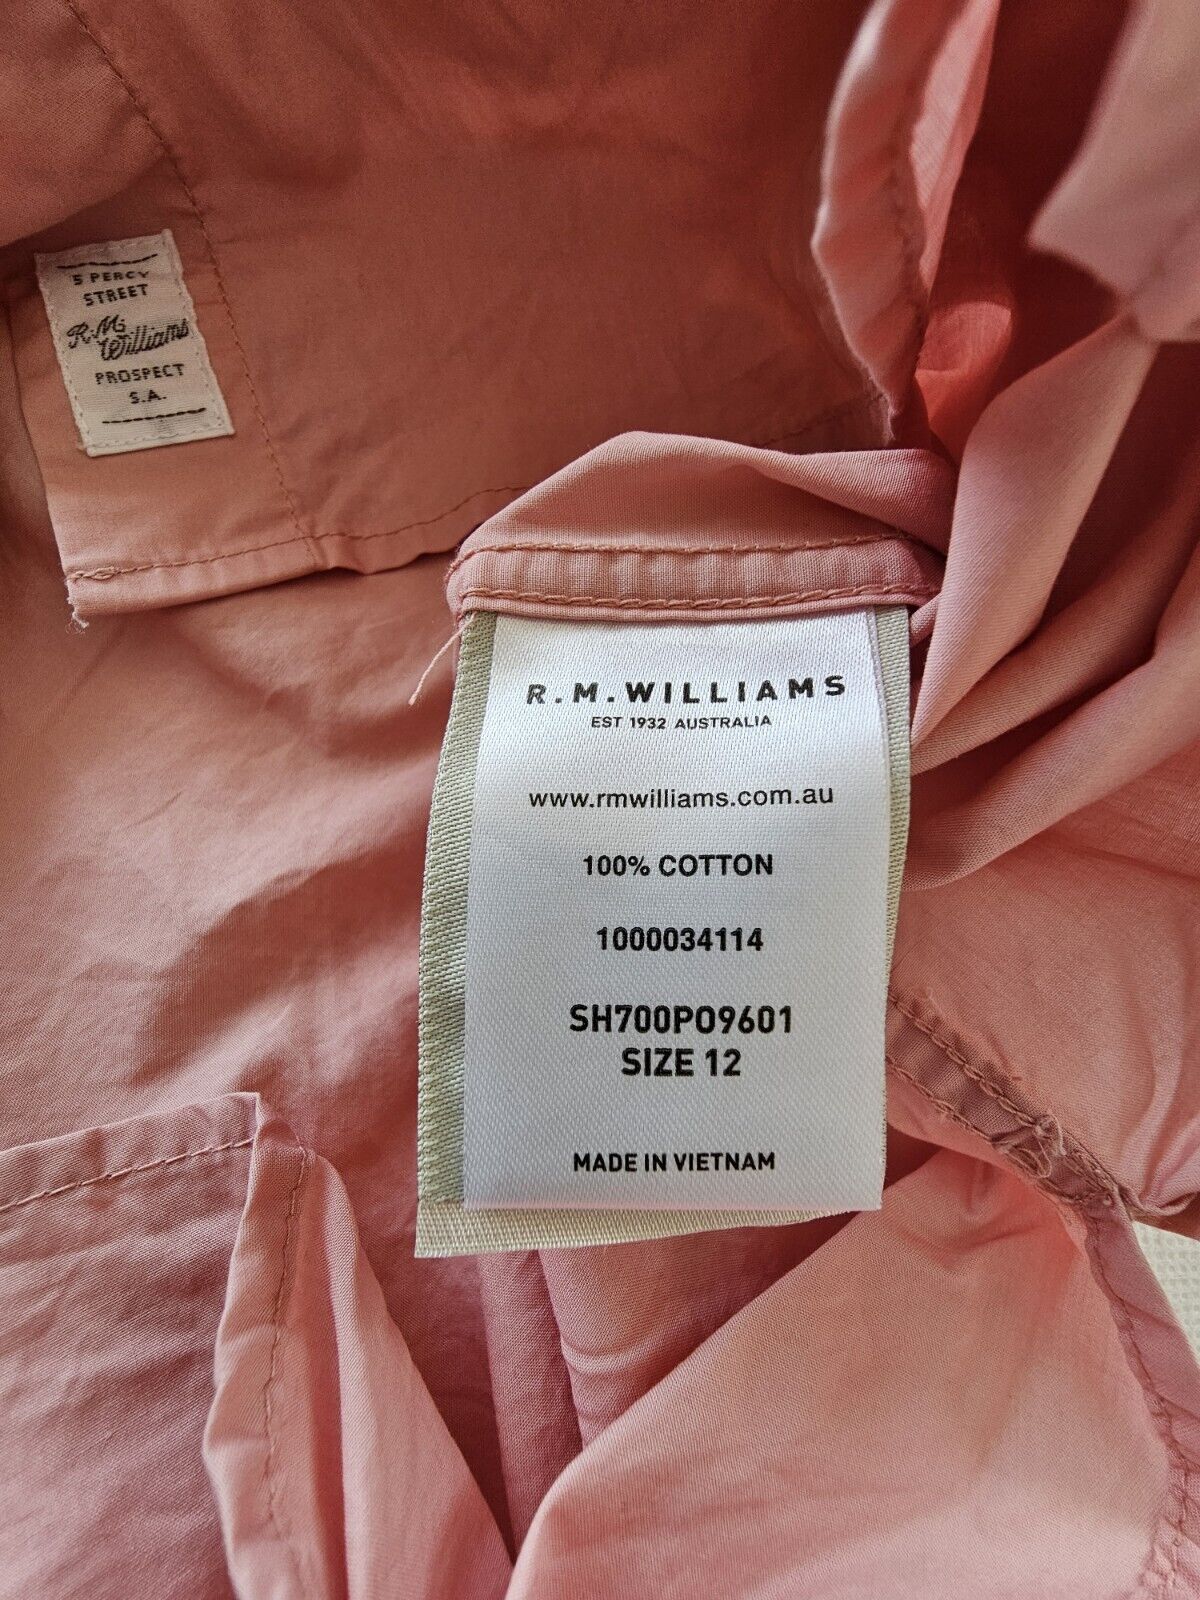 5 PERCY
STREET
R.M.
Williams
PROSPECT
S.A.
R.M.WILLIAMS
EST 1932 AUSTRALIA
www.rmwilliams.com.au
100% COTTON
1000034114
SH700PO9601
SIZE 12
MADE IN VIETNAM